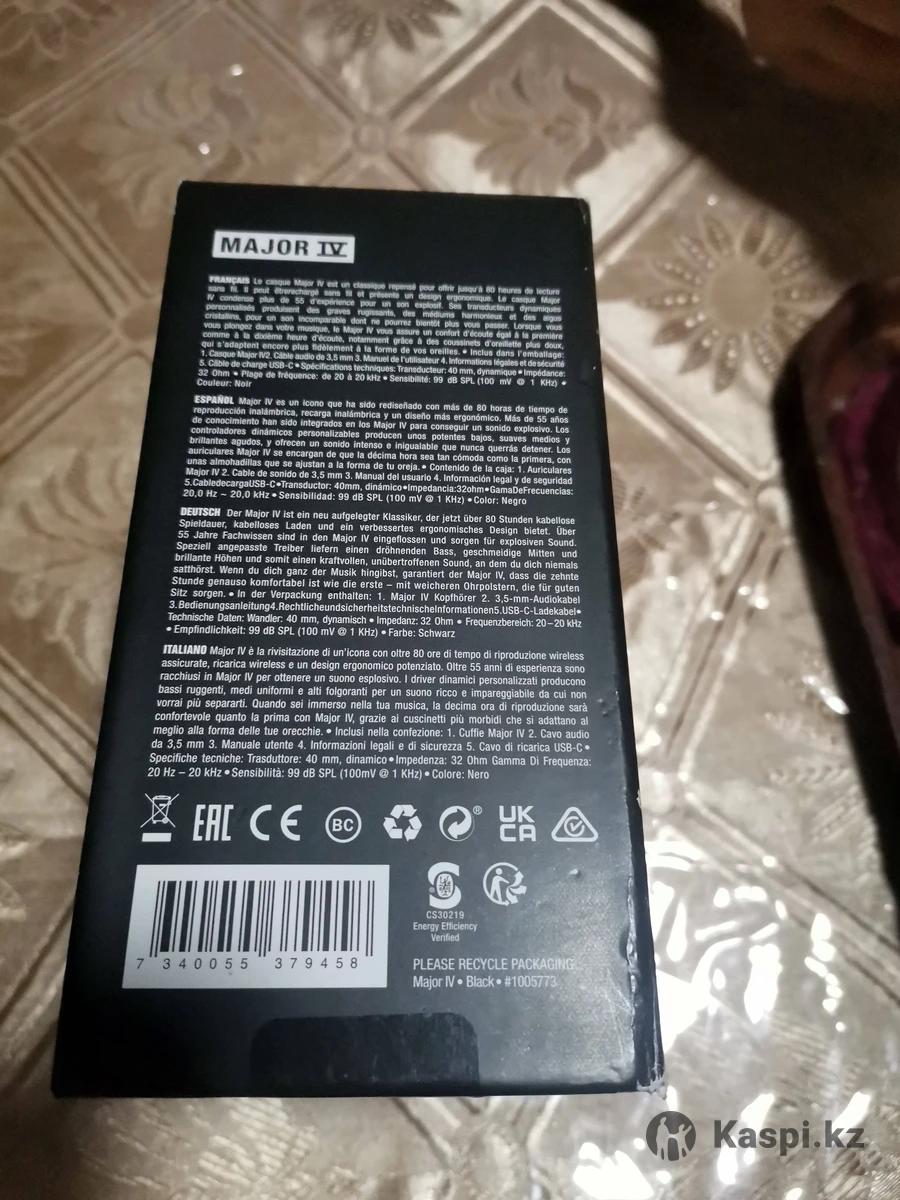 MAJOR IV
FRANÇAIS Le casque Major IV est un classique repensé pour offrir jusqu'à 80 heures de lecture
sans fil. Il peut êtrerechargé sans fil et présente un design ergonomique. Le casque Major
IV condense plus de 55 d'expérience pour un son explosif. Ses transducteurs dynamiques
personnalisés produisent des graves rugissants, des médiums harmonieux et des aigus
cristallins, pour un son incomparable dont ne pourrez bientôt plus vous passer. Lorsque vous
vous plongez dans votre musique, le Major IV vous assure un confort d'écoute égal à la première
comme à la dixième heure d'écoute, notamment grâce à des coussinets d'oreillette plus doux,
qui s'adaptent encore plus fidèlement à la forme de vos oreilles. • Inclus dans l'emballage:
1. Casque Major IV2. Câble audio de 3,5 mm 3. Manuel de l'utilisateur 4. Informations légales et de sécurité
5. Câble de charge USB-C • Spécifications techniques: Transducteur: 40 mm, dynamique • Impédance:
32 Ohm • Plage de fréquence: de 20 à 20 kHz • Sensibilité: 99 dB SPL (100 mV @ 1 KHz) •
Couleur: Noir
ESPAÑOL Major IV es un icono que ha sido rediseñado con más de 80 horas de tiempo de
reproducción inalámbrica, recarga inalámbrica y un diseño más ergonómico. Más de 55 años
de conocimiento han sido integrados en los Major IV para conseguir un sonido explosivo. Los
controladores dinámicos personalizables producen unos potentes bajos, suaves medios y
brillantes agudos, y ofrecen un sonido intenso e inigualable que nunca querrás detener. Los
auriculares Major IV se encargan de que la décima hora sea tan cómoda como la primera, con
unas almohadillas que se ajustan a la forma de tu oreja. • Contenido de la caja: 1. Auriculares
Major IV 2. Cable de sonido de 3,5 mm 3. Manual del usuario 4. Información legal y de seguridad
5.CabledecargaUSB-C•Transductor: 40mm, dinámico•Impedancia:32ohm•GamaDeFrecuencias:
20,0 Hz – 20,0 kHz • Sensibilidad: 99 dB SPL (100 mV @ 1 KHz) • Color: Negro
DEUTSCH Der Major IV ist ein neu aufgelegter Klassiker, der jetzt über 80 Stunden kabellose
Spieldauer, kabelloses Laden und ein verbessertes ergonomisches Design bietet. Über
55 Jahre Fachwissen sind in den Major IV eingeflossen und sorgen für explosiven Sound.
Speziell angepasste Treiber liefern einen dröhnenden Bass, geschmeidige Mitten und
brillante Höhen und somit einen kraftvollen, unübertroffenen Sound, an dem du dich niemals
satthörst. Wenn du dich ganz der Musik hingibst, garantiert der Major IV, dass die zehnte
Stunde genauso komfortabel ist wie die erste – mit weicheren Ohrpolstern, die für guten
Sitz sorgen. • In der Verpackung enthalten: 1. Major IV Kopfhörer 2. 3,5-mm-Audiokabel
3.Bedienungsanleitung4.RechtlicheundsicherheitstechnischeInformationen5.USB-C-Ladekabel•
Technische Daten: Wandler: 40 mm, dynamisch • Impedanz: 32 Ohm • Frequenzbereich: 20–20 kHz
• Empfindlichkeit: 99 dB SPL (100 mV @ 1 KHz) • Farbe: Schwarz
ITALIANO Major IV è la rivisitazione di un'icona con oltre 80 ore di tempo di riproduzione wireless
assicurate, ricarica wireless e un design ergonomico potenziato. Oltre 55 anni di esperienza sono
racchiusi in Major IV per ottenere un suono esplosivo. I driver dinamici personalizzati producono
bassi ruggenti, medi uniformi e alti folgoranti per un suono ricco e impareggiabile da cui non
vorrai più separarti. Quando sei immerso nella tua musica, la decima ora di riproduzione sarà
confortevole quanto la prima con Major IV, grazie ai cuscinetti più morbidi che si adattano al
meglio alla forma delle tue orecchie. • Inclusi nella confezione: 1. Cuffie Major IV 2. Cavo audio
da 3,5 mm 3. Manuale utente 4. Informazioni legali e di sicurezza 5. Cavo di ricarica USB-C •
Specifiche tecniche: Trasduttore: 40 mm, dinamico • Impedenza: 32 Ohm Gamma Di Frequenza:
20 Hz – 20 kHz • Sensibilità: 99 dB SPL (100mV @ 1 KHz) • Colore: Nero
EAC CE BC UK CA
CS30219
Energy Efficiency
Verified
7 340055 379458
PLEASE RECYCLE PACKAGING.
Major IV • Black • #1005773
Kaspi.kz